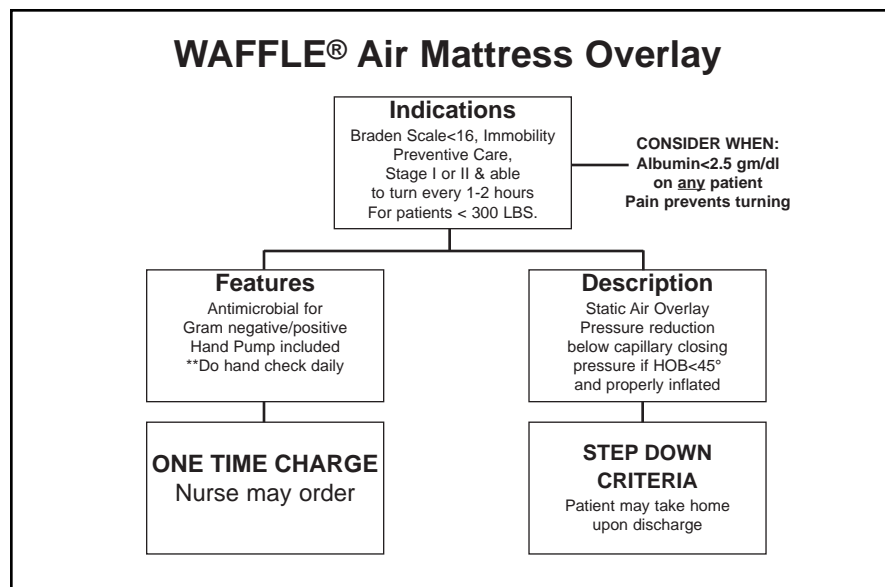 WAFFLE® Air Mattress Overlay
Indications
Braden Scale<16, Immobility
Preventive Care,
Stage I or II & able
to turn every 1-2 hours
For patients < 300 LBS.
CONSIDER WHEN:
Albumin<2.5 gm/dl
on any patient
Pain prevents turning
Features
Antimicrobial for
Gram negative/positive
Hand Pump included
**Do hand check daily
Description
Static Air Overlay
Pressure reduction
below capillary closing
pressure if HOB<45°
and properly inflated
ONE TIME CHARGE
Nurse may order
STEP DOWN
CRITERIA
Patient may take home
upon discharge